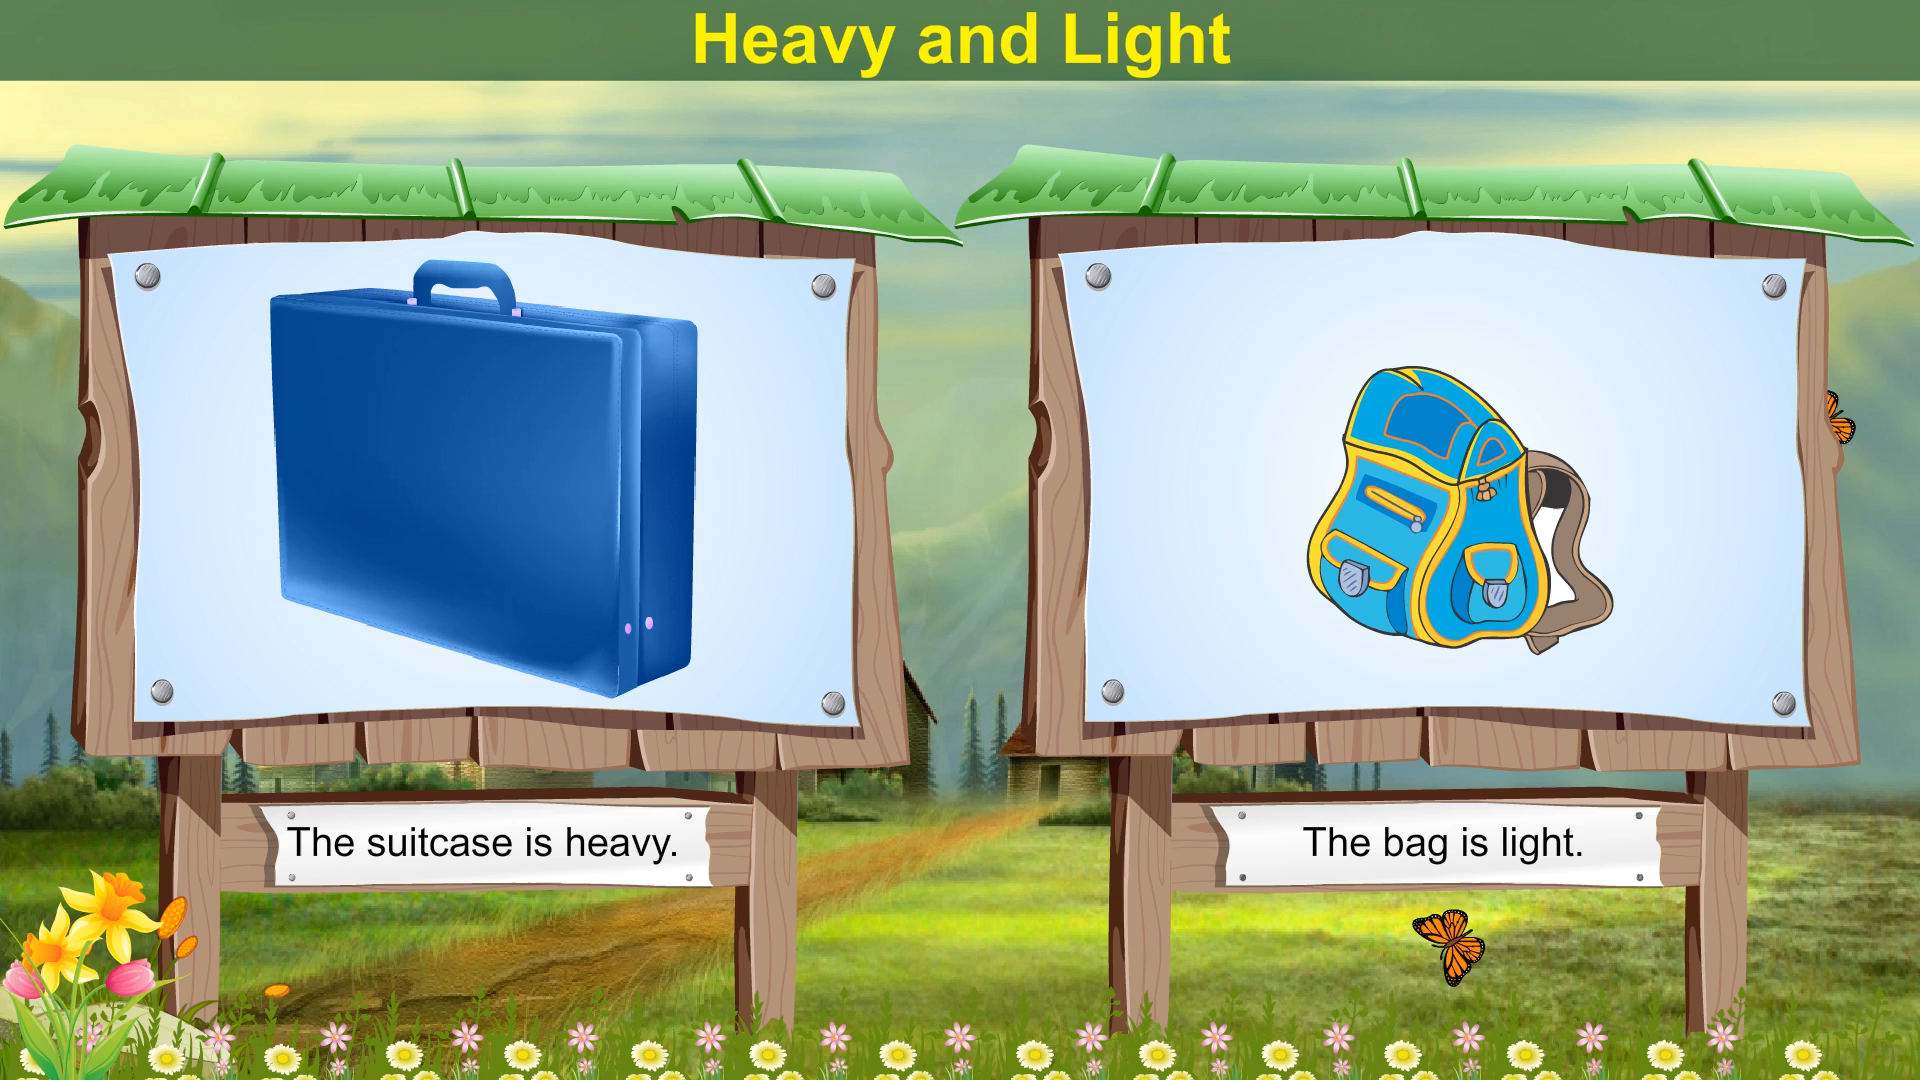 Heavy and Light
The suitcase is heavy.
The bag is light.